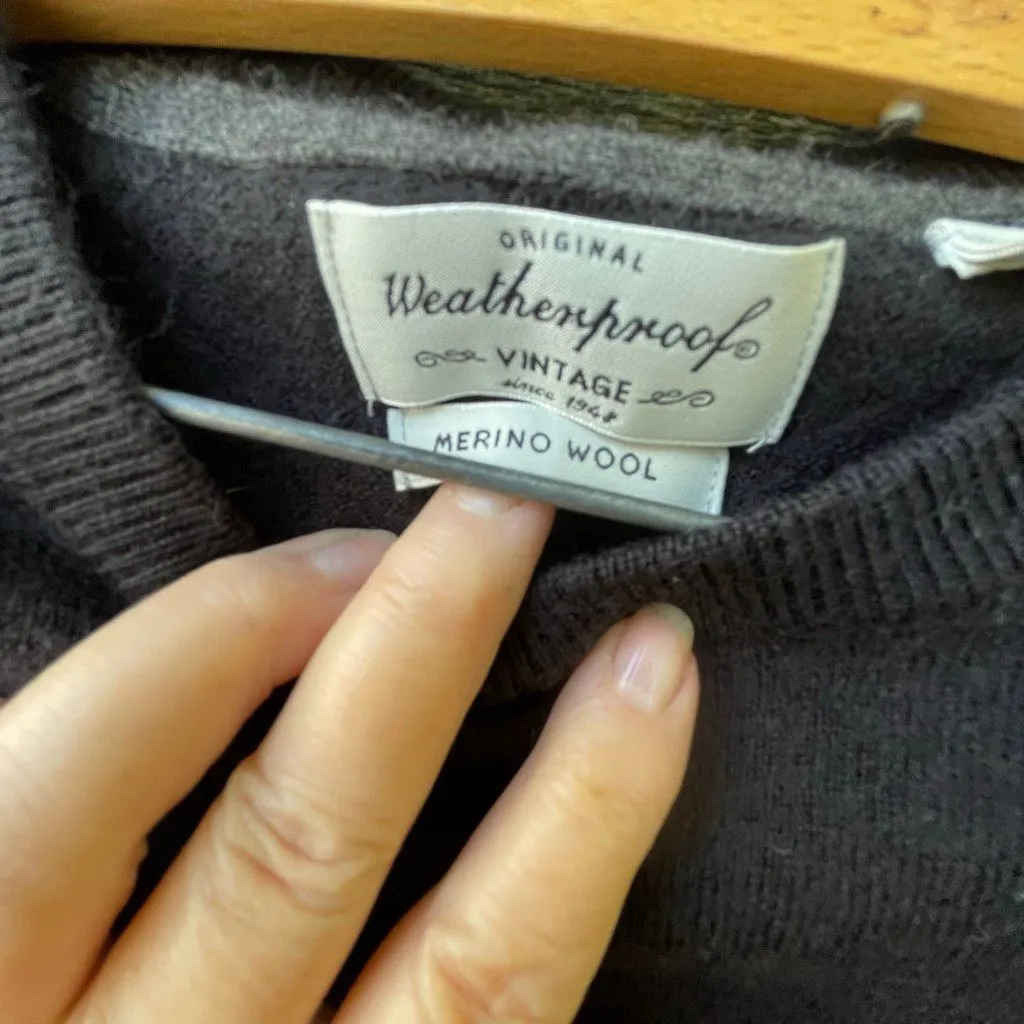 ORIGINAL
Weatherproof®
VINTAGE
since 1948
MERINO WOOL